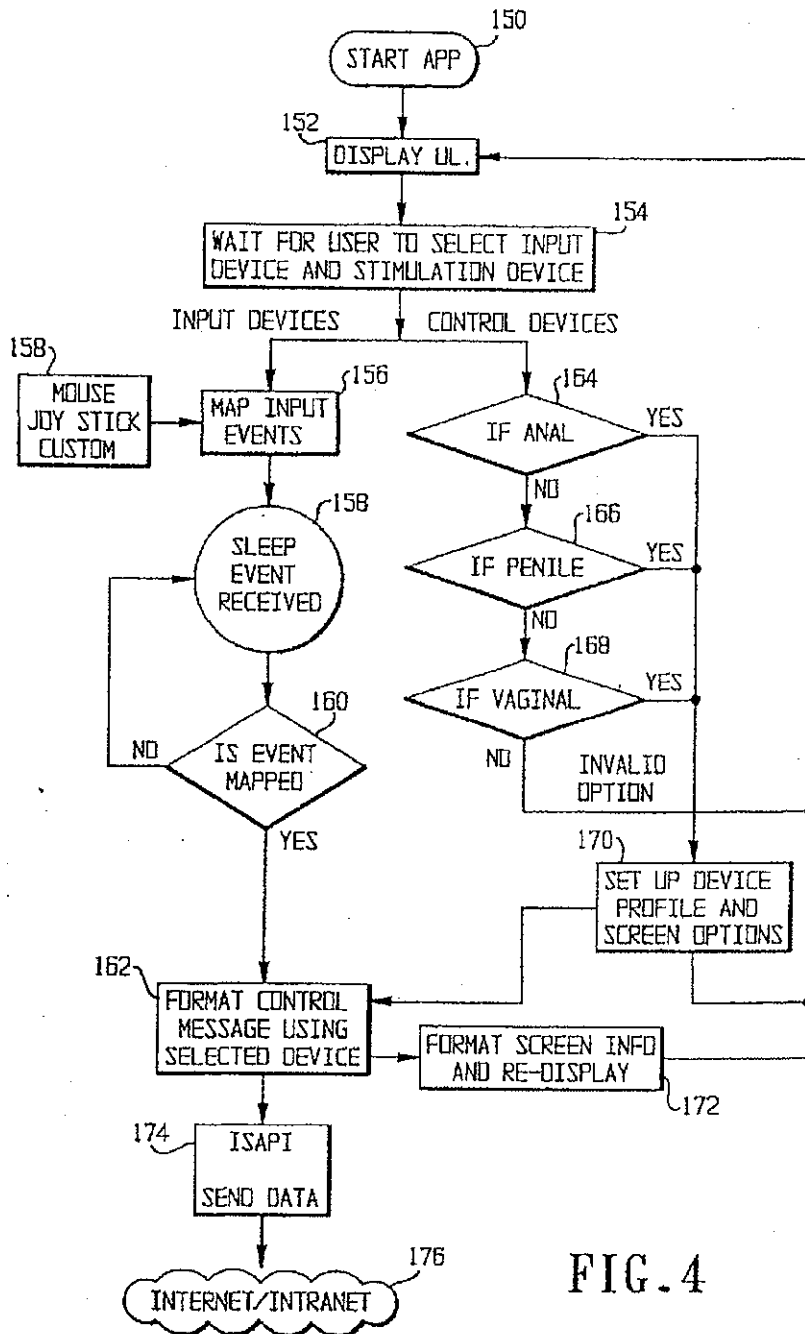 150
START APP
152
DISPLAY UL.
154
WAIT FOR USER TO SELECT INPUT
DEVICE AND STIMULATION DEVICE
INPUT DEVICES
CONTROL DEVICES
158
MOUSE
JOY STICK
CUSTOM
156
MAP INPUT
EVENTS
164
IF ANAL
YES
NO
158
SLEEP
EVENT
RECEIVED
166
IF PENILE
YES
NO
168
IF VAGINAL
YES
NO
INVALID
OPTION
160
IS EVENT
MAPPED
NO
YES
170
SET UP DEVICE
PROFILE AND
SCREEN OPTIONS
162
FORMAT CONTROL
MESSAGE USING
SELECTED DEVICE
FORMAT SCREEN INFO
AND RE-DISPLAY
172
174
ISAPI
SEND DATA
176
INTERNET/INTRANET
FIG.4